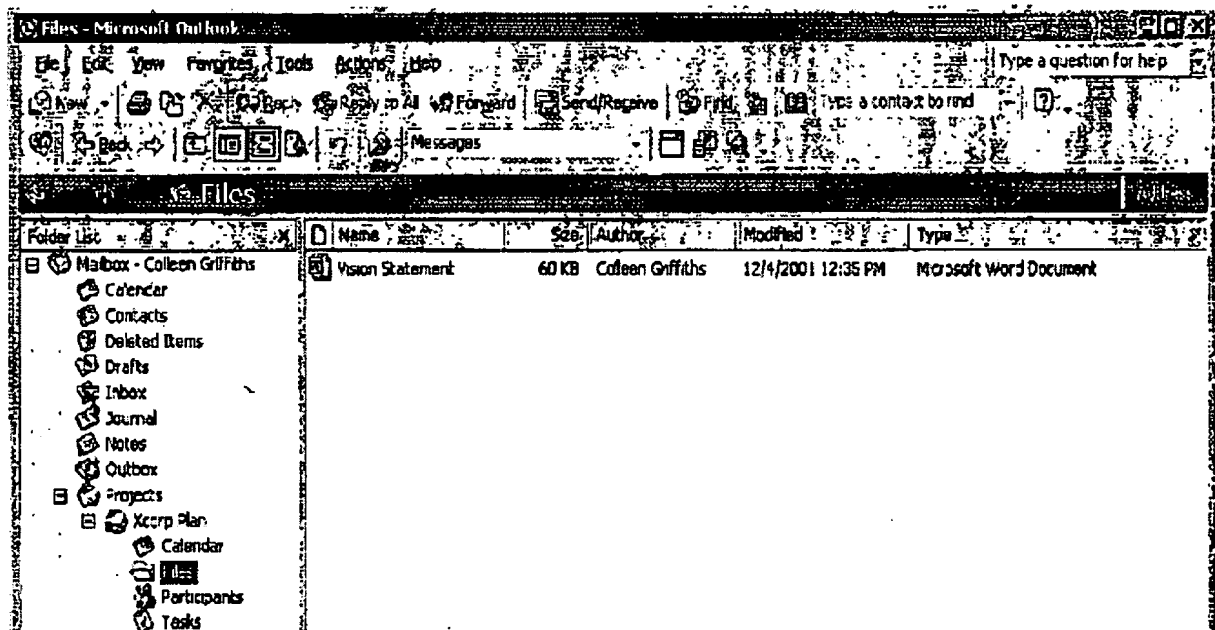 Files - Microsoft Outlook
File Edit View Favorites Tools Actions Help Type a question for help
New Reply Reply to All Forward Send/Receive Find Type a contact to find
Back Messages
Files
Folder List Name Size Author Modified Type
Mailbox - Colleen Griffiths Vision Statement 60 KB Colleen Griffiths 12/4/2001 12:35 PM Microsoft Word Document
Calendar
Contacts
Deleted Items
Drafts
Inbox
Journal
Notes
Outbox
Projects
Xcorp Plan
Calendar
Files
Participants
Tasks